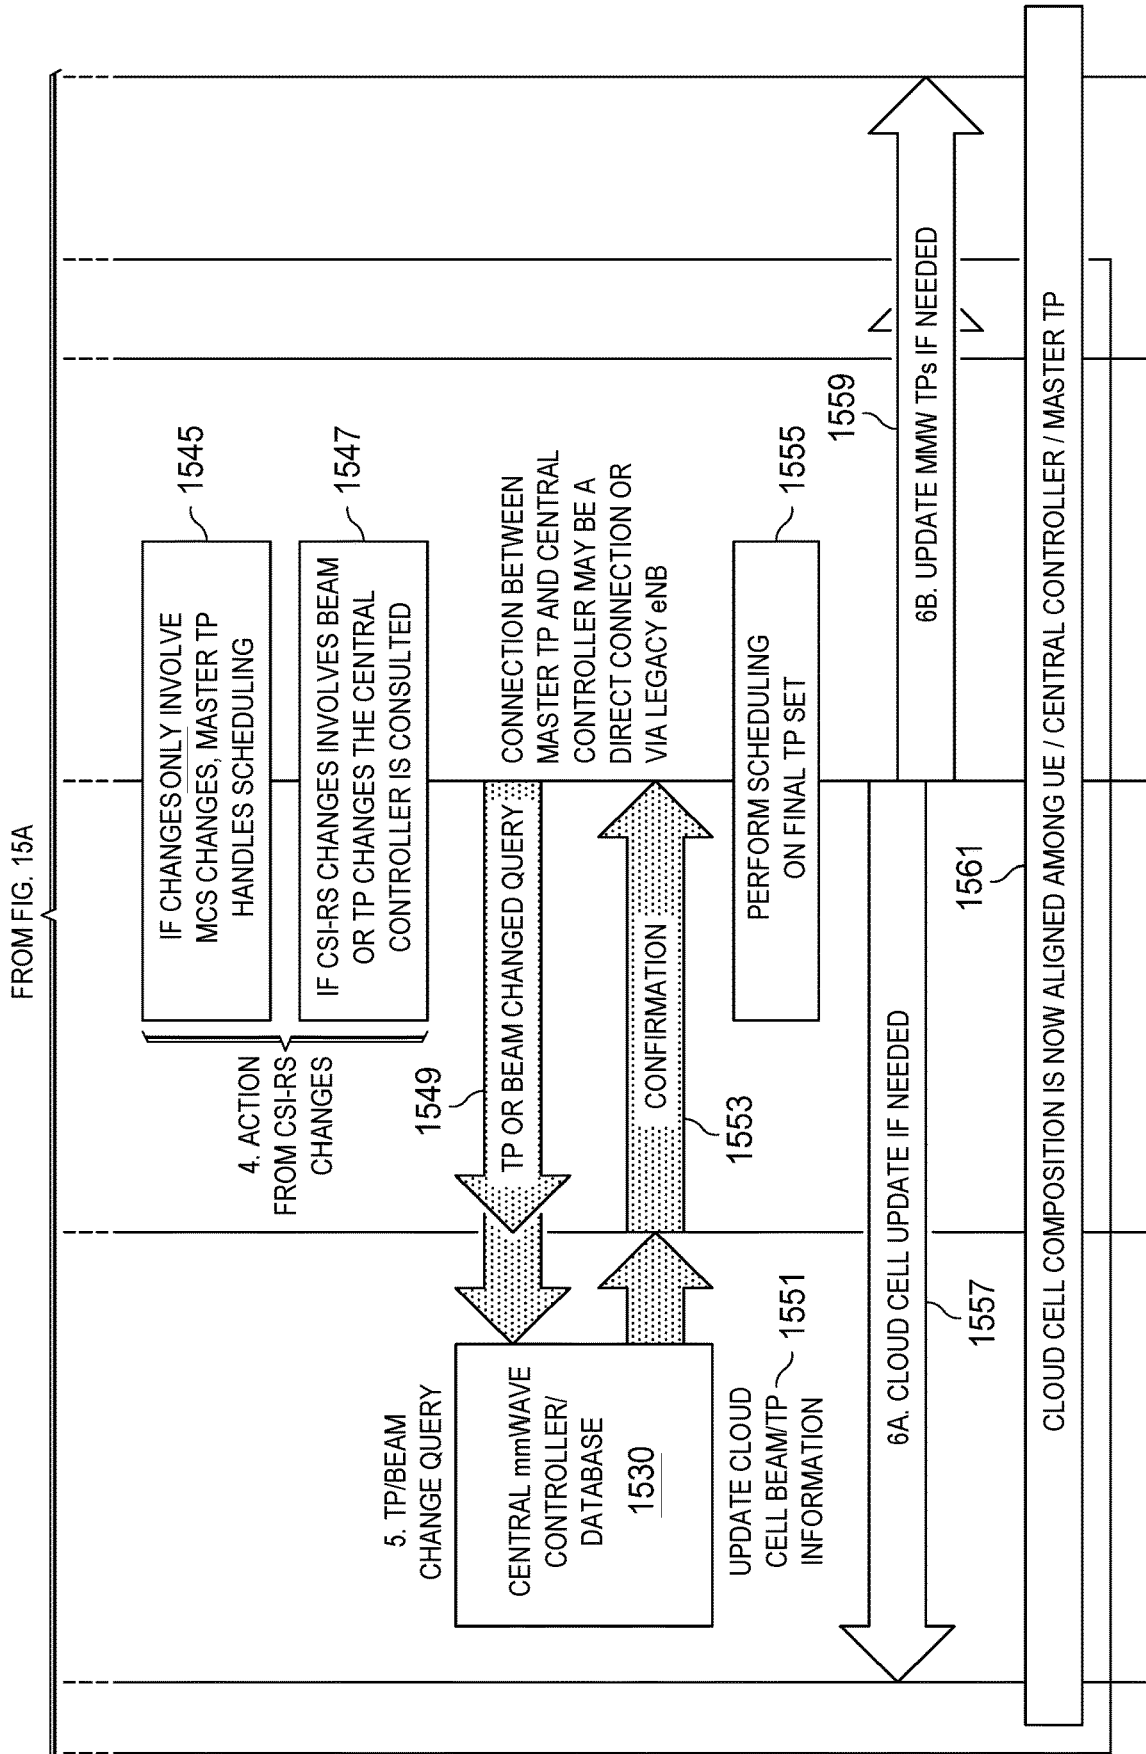 FROM FIG. 15A
4. ACTION
FROM CSI-RS
CHANGES
IF CHANGES ONLY INVOLVE
MCS CHANGES, MASTER TP
HANDLES SCHEDULING
1545
IF CSI-RS CHANGES INVOLVES BEAM
OR TP CHANGES THE CENTRAL
CONTROLLER IS CONSULTED
1547
5. TP/BEAM
CHANGE QUERY
CENTRAL mmWAVE
CONTROLLER/
DATABASE
1530
1549
TP OR BEAM CHANGED QUERY
CONNECTION BETWEEN
MASTER TP AND CENTRAL
CONTROLLER MAY BE A
DIRECT CONNECTION OR
VIA LEGACY eNB
CONFIRMATION
1553
UPDATE CLOUD
CELL BEAM/TP
INFORMATION
1551
PERFORM SCHEDULING
ON FINAL TP SET
1555
6A. CLOUD CELL UPDATE IF NEEDED
1557
1559
6B. UPDATE MMW TPs IF NEEDED
1561
CLOUD CELL COMPOSITION IS NOW ALIGNED AMONG UE / CENTRAL CONTROLLER / MASTER TP